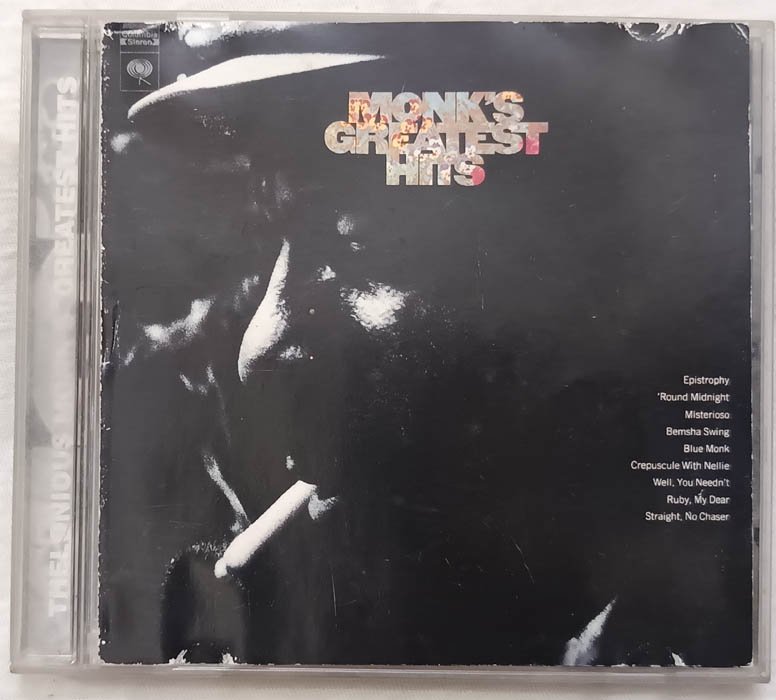 Columbia
Stereo
MONK'S
GREATEST
HITS
Epistrophy
'Round Midnight
Misterioso
Bemsha Swing
Blue Monk
Crepuscule With Nellie
Well, You Needn't
Ruby, My Dear
Straight, No Chaser
THELONIOUS GREATEST HITS